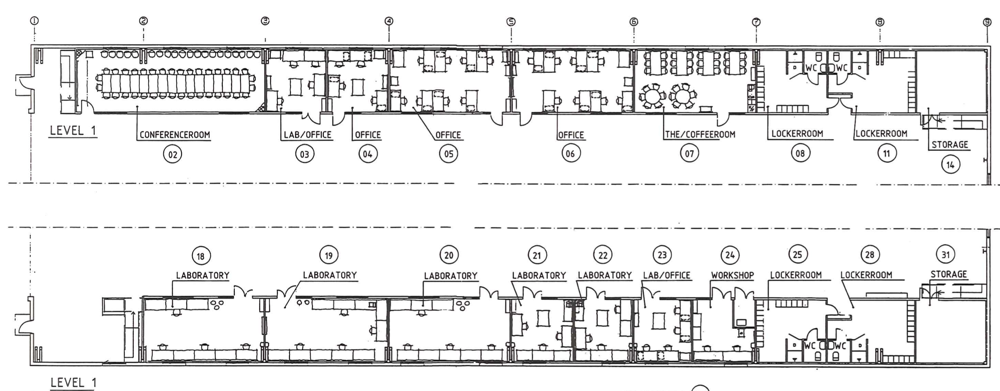 1 2 3 4 5 6 7 8 9
WC WC
LEVEL 1
CONFERENCEROOM
02
LAB/OFFICE
03
OFFICE
04
OFFICE
05
OFFICE
06
THE/COFFEEROOM
07
LOCKERROOM
08
LOCKERROOM
11
STORAGE
14
18
LABORATORY
19
LABORATORY
20
LABORATORY
21
LABORATORY
22
LABORATORY
23
LAB/OFFICE
24
WORKSHOP
25
LOCKERROOM
28
LOCKERROOM
31
STORAGE
WC WC
LEVEL 1